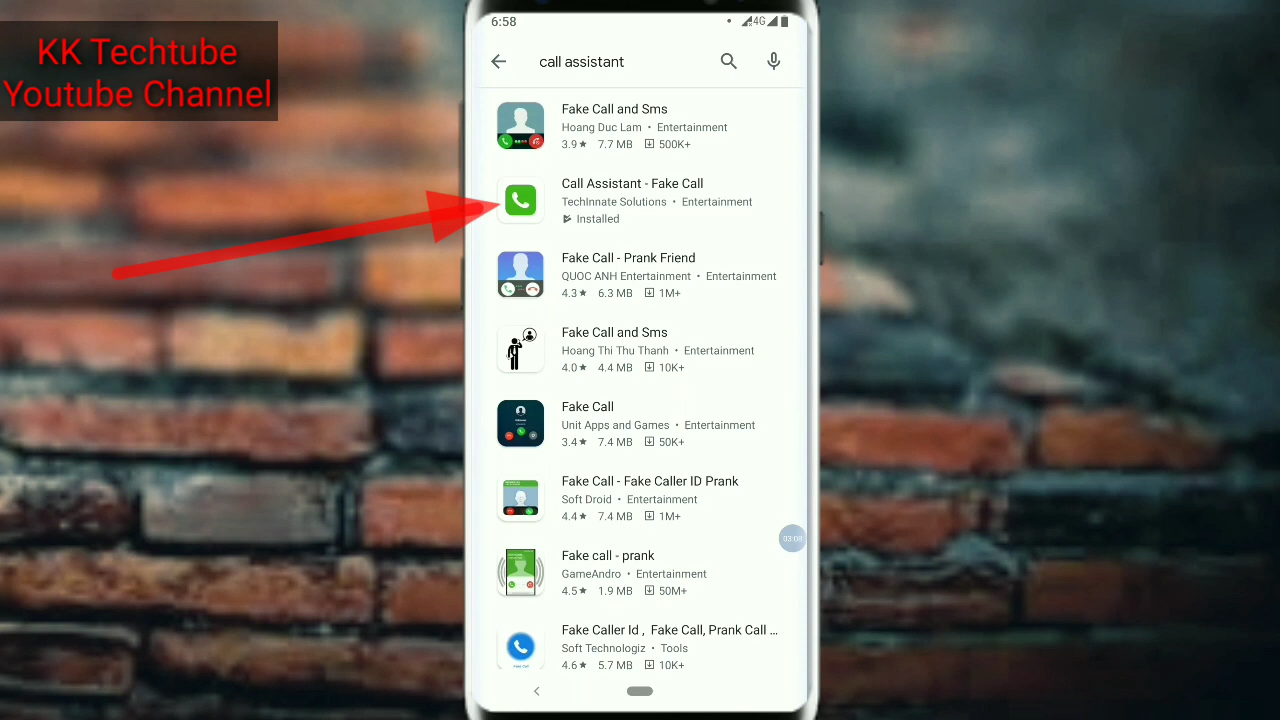 KK Techtube
Youtube Channel
6:58
4G
call assistant
Fake Call and Sms
Hoang Duc Lam • Entertainment
3.9★ 7.7 MB 500K+
Call Assistant - Fake Call
TechInnate Solutions • Entertainment
Installed
Fake Call - Prank Friend
QUOC ANH Entertainment • Entertainment
4.3★ 6.3 MB 1M+
Fake Call and Sms
Hoang Thi Thu Thanh • Entertainment
4.0★ 4.4 MB 10K+
Fake Call
Unit Apps and Games • Entertainment
3.4★ 7.4 MB 50K+
Fake Call - Fake Caller ID Prank
Soft Droid • Entertainment
4.4★ 7.4 MB 1M+
Fake call - prank
GameAndro • Entertainment
4.5★ 1.9 MB 50M+
Fake Caller Id , Fake Call, Prank Call ...
Soft Technologiz • Tools
4.6★ 5.7 MB 10K+